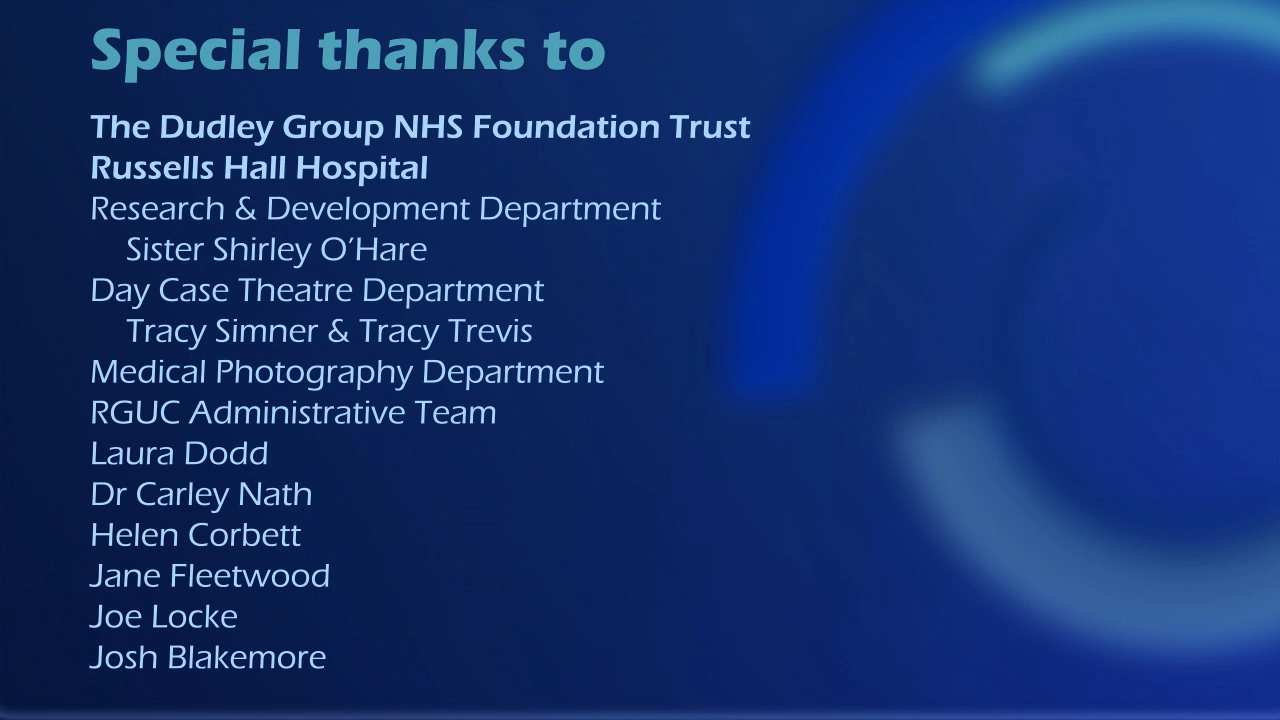 Special thanks to
The Dudley Group NHS Foundation Trust
Russells Hall Hospital
Research & Development Department
Sister Shirley O’Hare
Day Case Theatre Department
Tracy Simner & Tracy Trevis
Medical Photography Department
RGUC Administrative Team
Laura Dodd
Dr Carley Nath
Helen Corbett
Jane Fleetwood
Joe Locke
Josh Blakemore